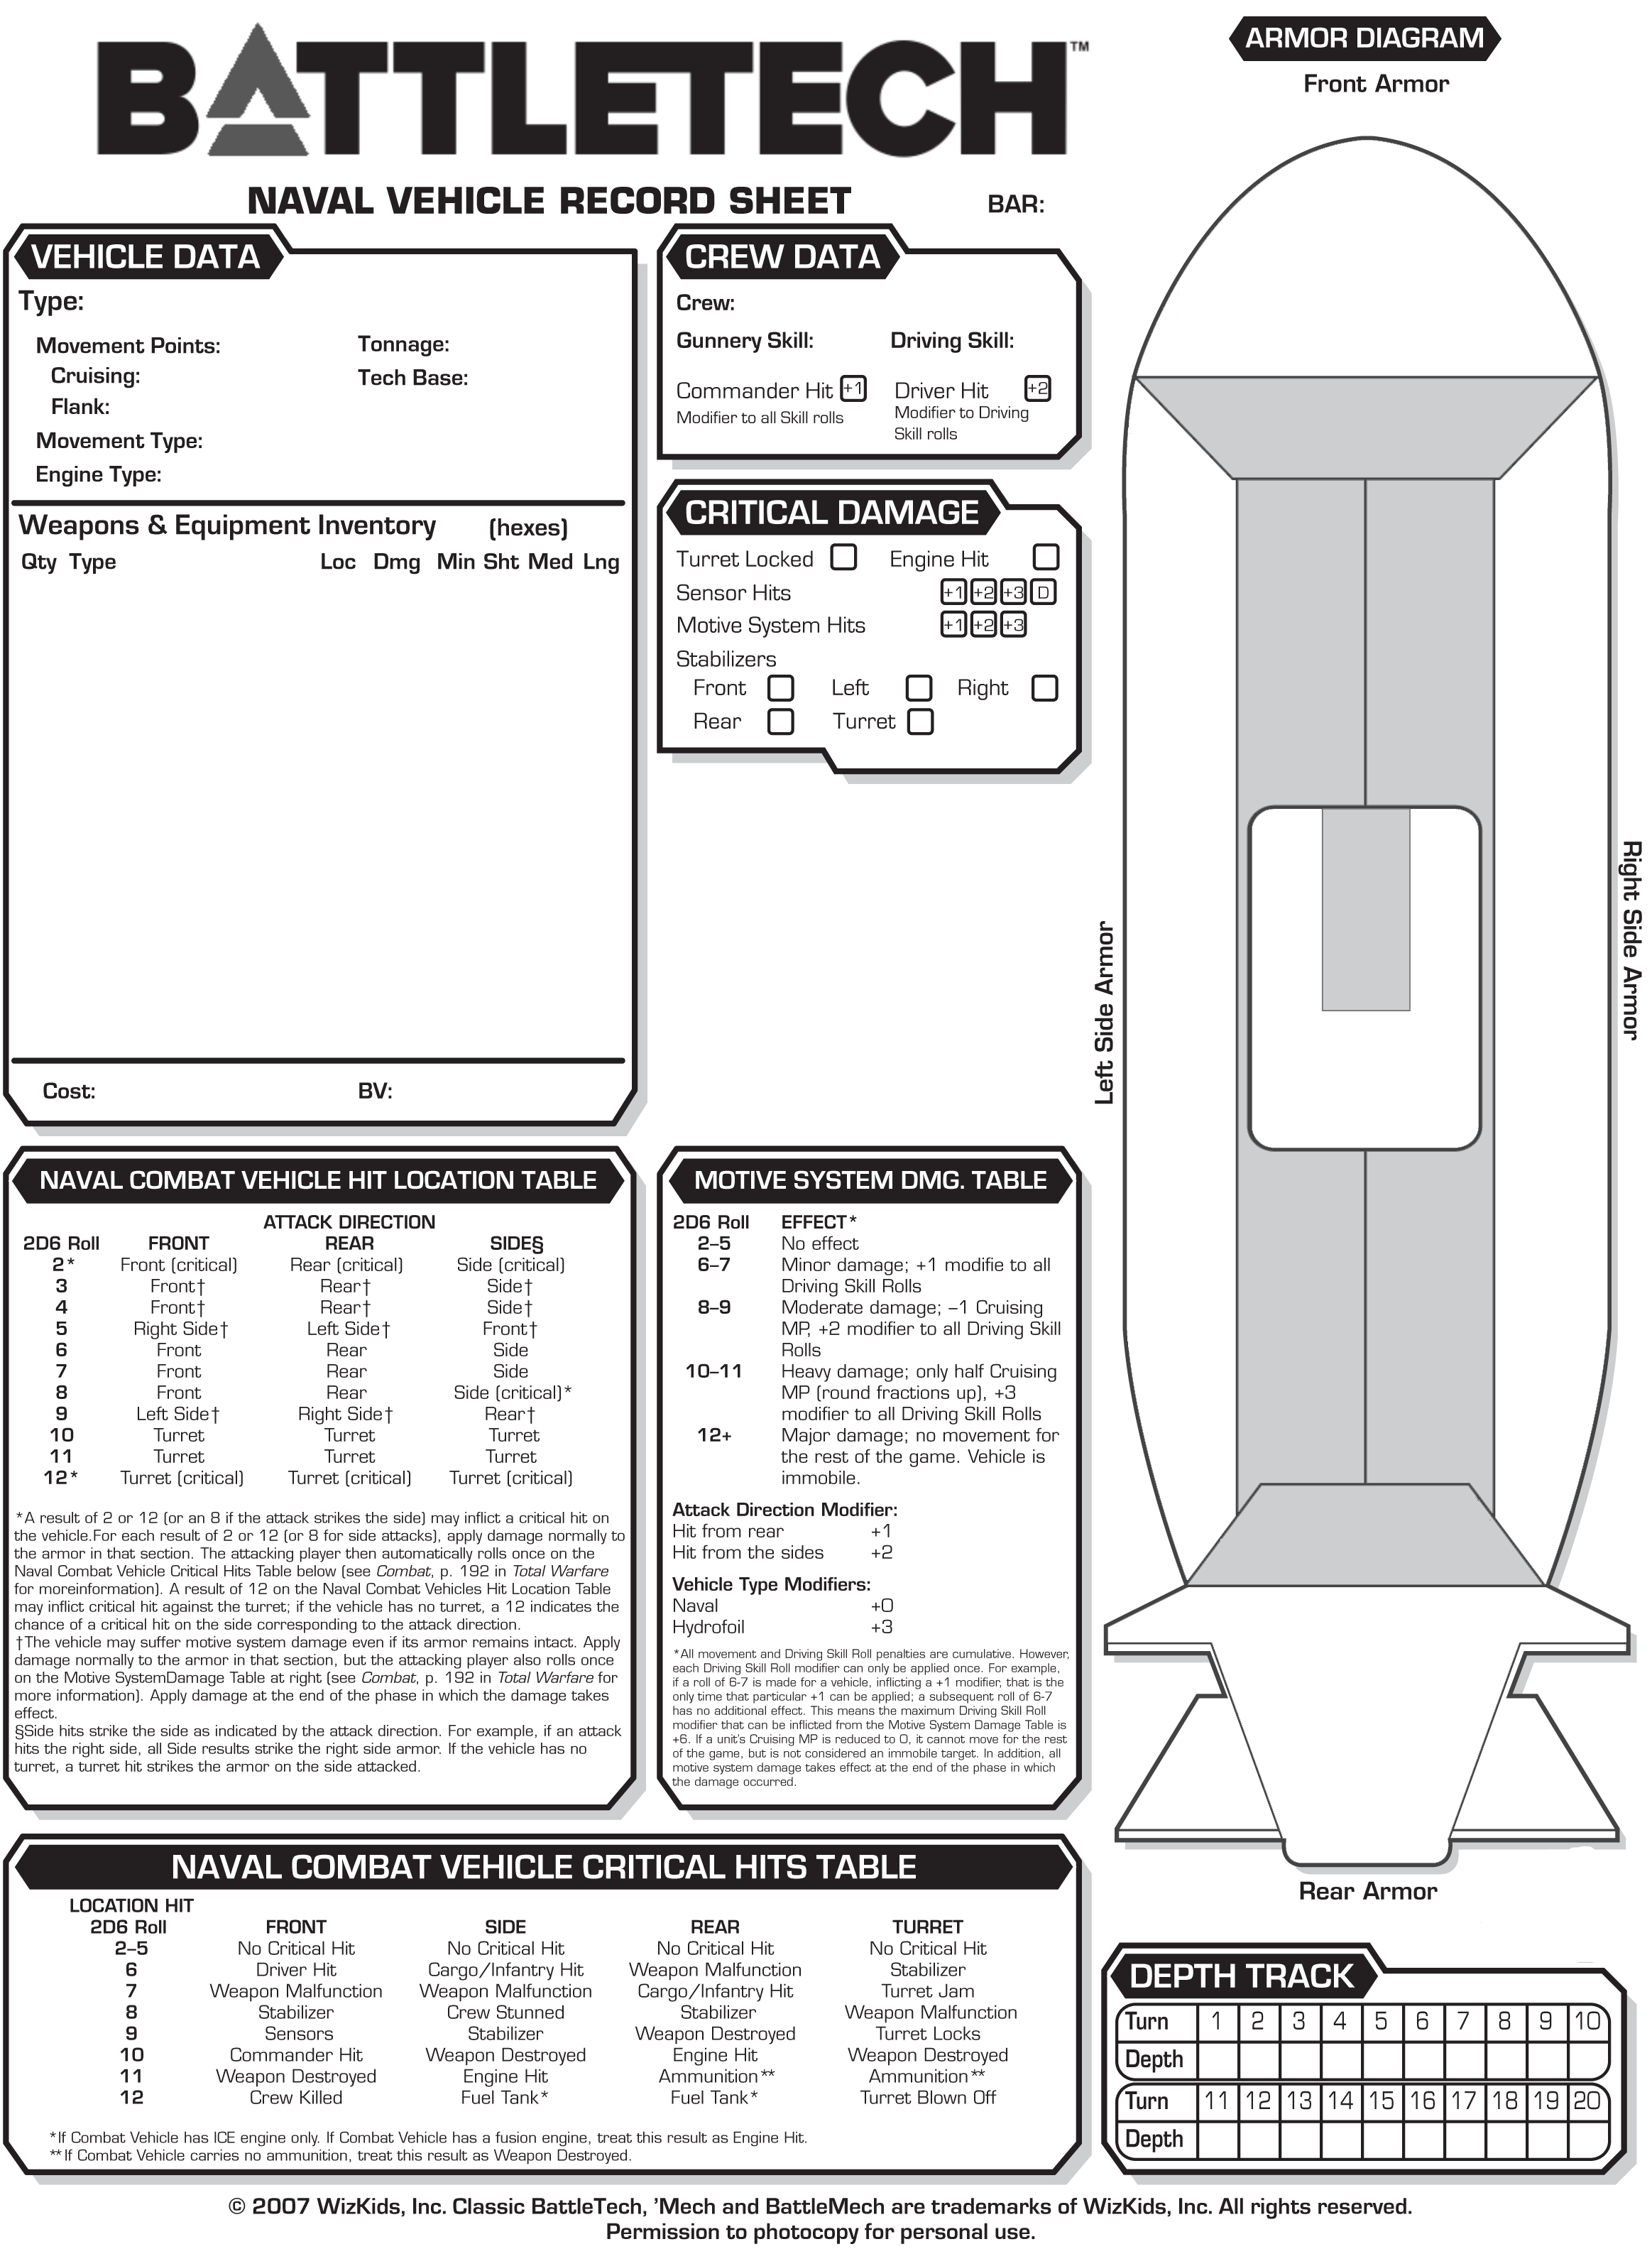 BATTLETECH™
NAVAL VEHICLE RECORD SHEET
BAR:
VEHICLE DATA
Type:
Movement Points: Tonnage:
Cruising: Tech Base:
Flank:
Movement Type:
Engine Type:
Weapons & Equipment Inventory (hexes)
Qty Type Loc Dmg Min Sht Med Lng
Cost: BV:
CREW DATA
Crew:
Gunnery Skill: Driving Skill:
Commander Hit +1 Driver Hit +2
Modifier to all Skill rolls Modifier to Driving
Skill rolls
CRITICAL DAMAGE
Turret Locked Engine Hit
Sensor Hits +1 +2 +3 D
Motive System Hits +1 +2 +3
Stabilizers
Front Left Right
Rear Turret
ARMOR DIAGRAM
Front Armor
Left Side Armor
Right Side Armor
Rear Armor
NAVAL COMBAT VEHICLE HIT LOCATION TABLE
ATTACK DIRECTION
2D6 Roll FRONT REAR SIDE§
2* Front (critical) Rear (critical) Side (critical)
3 Front† Rear† Side†
4 Front† Rear† Side†
5 Right Side† Left Side† Front†
6 Front Rear Side
7 Front Rear Side
8 Front Rear Side (critical)*
9 Left Side† Right Side† Rear†
10 Turret Turret Turret
11 Turret Turret Turret
12* Turret (critical) Turret (critical) Turret (critical)
*A result of 2 or 12 (or an 8 if the attack strikes the side) may inflict a critical hit on
the vehicle.For each result of 2 or 12 (or 8 for side attacks), apply damage normally to
the armor in that section. The attacking player then automatically rolls once on the
Naval Combat Vehicle Critical Hits Table below (see Combat, p. 192 in Total Warfare
for moreinformation). A result of 12 on the Naval Combat Vehicles Hit Location Table
may inflict critical hit against the turret; if the vehicle has no turret, a 12 indicates the
chance of a critical hit on the side corresponding to the attack direction.
†The vehicle may suffer motive system damage even if its armor remains intact. Apply
damage normally to the armor in that section, but the attacking player also rolls once
on the Motive SystemDamage Table at right (see Combat, p. 192 in Total Warfare for
more information). Apply damage at the end of the phase in which the damage takes
effect.
§Side hits strike the side as indicated by the attack direction. For example, if an attack
hits the right side, all Side results strike the right side armor. If the vehicle has no
turret, a turret hit strikes the armor on the side attacked.
MOTIVE SYSTEM DMG. TABLE
2D6 Roll EFFECT*
2–5 No effect
6–7 Minor damage; +1 modifie to all
Driving Skill Rolls
8–9 Moderate damage; –1 Cruising
MP, +2 modifier to all Driving Skill
Rolls
10–11 Heavy damage; only half Cruising
MP (round fractions up), +3
modifier to all Driving Skill Rolls
12+ Major damage; no movement for
the rest of the game. Vehicle is
immobile.
Attack Direction Modifier:
Hit from rear +1
Hit from the sides +2
Vehicle Type Modifiers:
Naval +0
Hydrofoil +3
*All movement and Driving Skill Roll penalties are cumulative. However,
each Driving Skill Roll modifier can only be applied once. For example,
if a roll of 6-7 is made for a vehicle, inflicting a +1 modifier, that is the
only time that particular +1 can be applied; a subsequent roll of 6-7
has no additional effect. This means the maximum Driving Skill Roll
modifier that can be inflicted from the Motive System Damage Table is
+6. If a unit's Cruising MP is reduced to 0, it cannot move for the rest
of the game, but is not considered an immobile target. In addition, all
motive system damage takes effect at the end of the phase in which
the damage occurred.
NAVAL COMBAT VEHICLE CRITICAL HITS TABLE
LOCATION HIT
2D6 Roll FRONT SIDE REAR TURRET
2–5 No Critical Hit No Critical Hit No Critical Hit No Critical Hit
6 Driver Hit Cargo/Infantry Hit Weapon Malfunction Stabilizer
7 Weapon Malfunction Weapon Malfunction Cargo/Infantry Hit Turret Jam
8 Stabilizer Crew Stunned Stabilizer Weapon Malfunction
9 Sensors Stabilizer Weapon Destroyed Turret Locks
10 Commander Hit Weapon Destroyed Engine Hit Weapon Destroyed
11 Weapon Destroyed Engine Hit Ammunition** Ammunition**
12 Crew Killed Fuel Tank* Fuel Tank* Turret Blown Off
*If Combat Vehicle has ICE engine only. If Combat Vehicle has a fusion engine, treat this result as Engine Hit.
**If Combat Vehicle carries no ammunition, treat this result as Weapon Destroyed.
DEPTH TRACK
Turn 1 2 3 4 5 6 7 8 9 10
Depth
Turn 11 12 13 14 15 16 17 18 19 20
Depth
© 2007 WizKids, Inc. Classic BattleTech, 'Mech and BattleMech are trademarks of WizKids, Inc. All rights reserved.
Permission to photocopy for personal use.